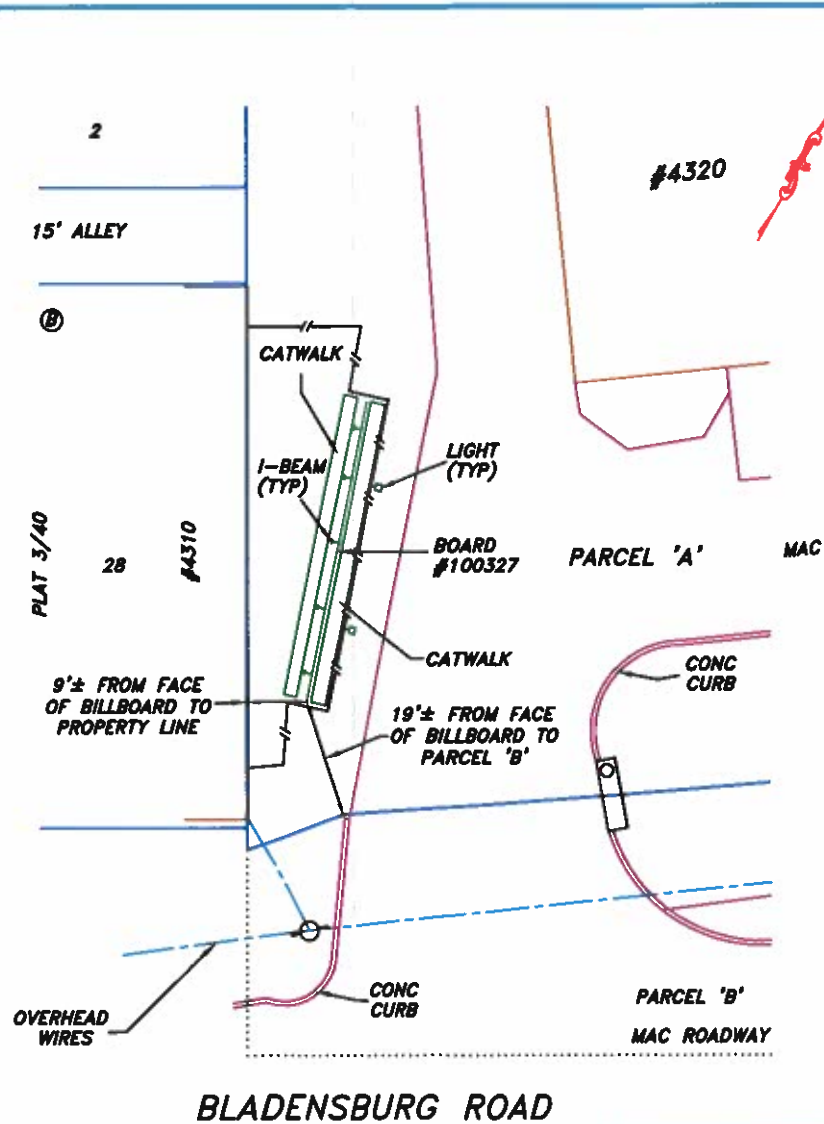 2
#4320
15' ALLEY
B
CATWALK
I-BEAM
(TYP)
LIGHT
(TYP)
PLAT 3/40
28
#4310
BOARD
#100327
PARCEL 'A'
MAC
CATWALK
CONC
CURB
9'± FROM FACE
OF BILLBOARD TO
PROPERTY LINE
19'± FROM FACE
OF BILLBOARD TO
PARCEL 'B'
CONC
CURB
OVERHEAD
WIRES
PARCEL 'B'
MAC ROADWAY
BLADENSBURG ROAD